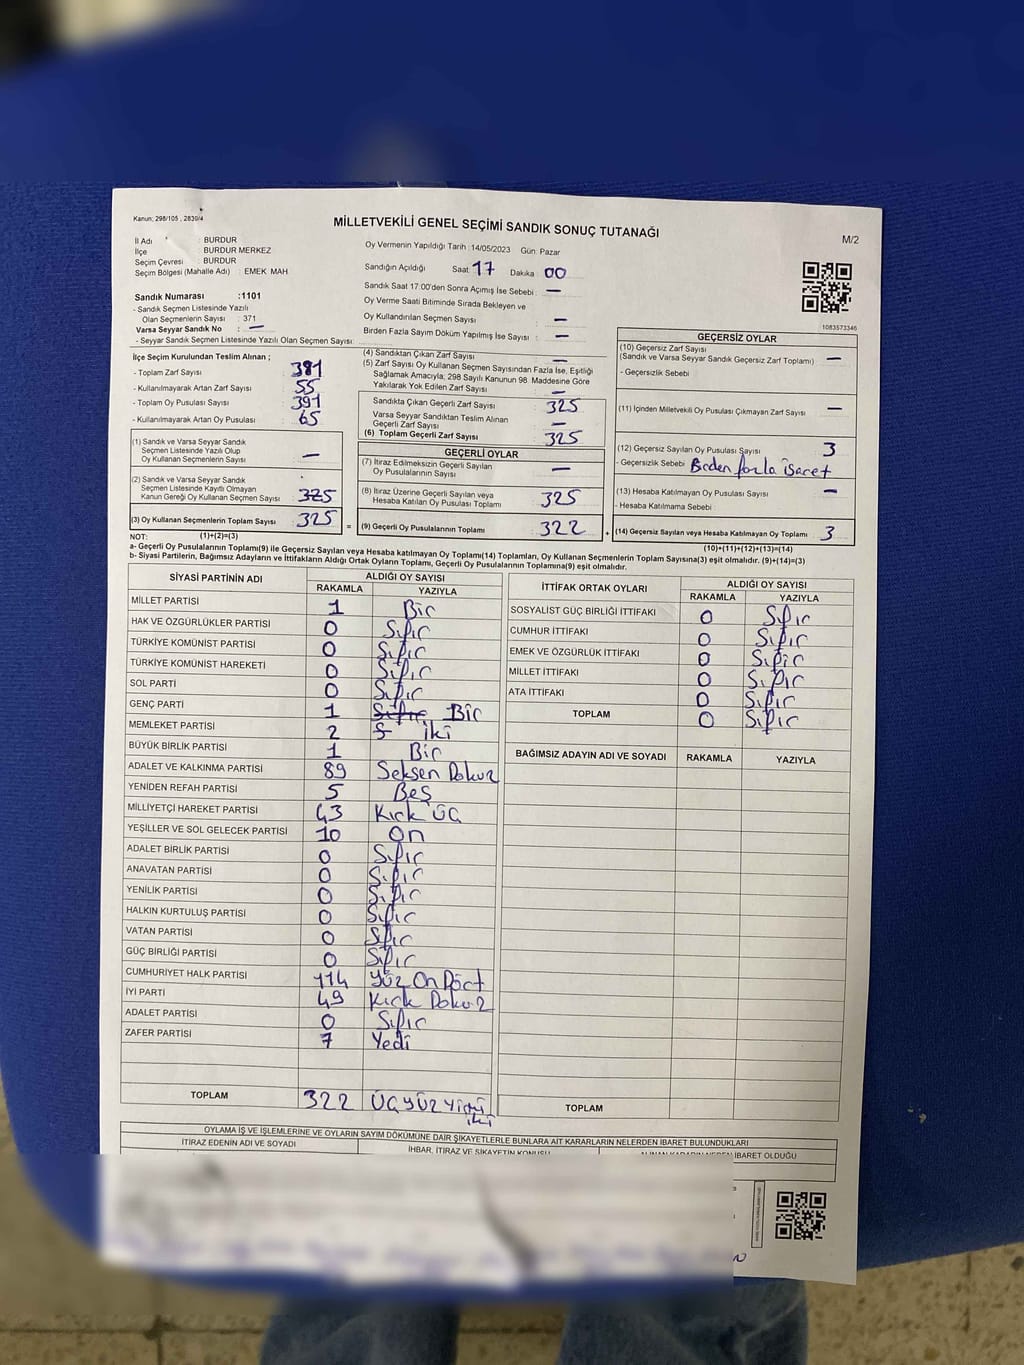 Kanun: 298/105 , 2839/4
MİLLETVEKİLİ GENEL SEÇİMİ SANDIK SONUÇ TUTANAĞI
M/2
İl Adı : BURDUR
İlçe : BURDUR MERKEZ
Seçim Çevresi : BURDUR
Seçim Bölgesi (Mahalle Adı) : EMEK MAH
Oy Vermenin Yapıldığı Tarih : 14/05/2023 Gün: Pazar
Sandığın Açıldığı Saat 17 Dakika 00
Sandık Saat 17:00'den Sonra Açımış İse Sebebi : —
Oy Verme Saati Bitiminde Sırada Bekleyen ve
Oy Kullandırılan Seçmen Sayısı : —
Birden Fazla Sayım Döküm Yapılmış İse Sayısı : —
1083573346
Sandık Numarası :1101
- Sandık Seçmen Listesinde Yazılı
Olan Seçmenlerin Sayısı : 371
Varsa Seyyar Sandık No : —
- Seyyar Sandık Seçmen Listesinde Yazılı Olan Seçmen Sayısı:
İlçe Seçim Kurulundan Teslim Alınan ;
- Toplam Zarf Sayısı 381
- Kullanılmayarak Artan Zarf Sayısı 55
- Toplam Oy Pusulası Sayısı 391
- Kullanılmayarak Artan Oy Pusulası 65
(1) Sandık ve Varsa Seyyar Sandık
Seçmen Listesinde Yazılı Olup
Oy Kullanan Seçmenlerin Sayısı —
(2) Sandık ve Varsa Seyyar Sandık
Seçmen Listesinde Kayıtlı Olmayan
Kanun Gereği Oy Kullanan Seçmen Sayısı 325
(3) Oy Kullanan Seçmenlerin Toplam Sayısı 325
(4) Sandıktan Çıkan Zarf Sayısı —
(5) Zarf Sayısı Oy Kullanan Seçmen Sayısından Fazla İse, Eşitliği
Sağlamak Amacıyla; 298 Sayılı Kanunun 98. Maddesine Göre
Yakılarak Yok Edilen Zarf Sayısı —
Sandıkta Çıkan Geçerli Zarf Sayısı 325
Varsa Seyyar Sandıktan Teslim Alınan
Geçerli Zarf Sayısı —
(6) Toplam Geçerli Zarf Sayısı 325
GEÇERLİ OYLAR
(7) İtiraz Edilmeksizin Geçerli Sayılan
Oy Pusulalarının Sayısı —
(8) İtiraz Üzerine Geçerli Sayılan veya
Hesaba Katılan Oy Pusulası Toplamı 325
= (9) Geçerli Oy Pusulalarının Toplamı 322 +
GEÇERSİZ OYLAR
(10) Geçersiz Zarf Sayısı
(Sandık ve Varsa Seyyar Sandık Geçersiz Zarf Toplamı) —
- Geçersizlik Sebebi
(11) İçinden Milletvekili Oy Pusulası Çıkmayan Zarf Sayısı —
(12) Geçersiz Sayılan Oy Pusulası Sayısı 3
- Geçersizlik Sebebi Birden fazla işaret
(13) Hesaba Katılmayan Oy Pusulası Sayısı —
- Hesaba Katılmama Sebebi :
(14) Geçersiz Sayılan veya Hesaba Katılmayan Oy Toplamı 3
NOT: (1)+(2)=(3)
(10)+(11)+(12)+(13)=(14)
a- Geçerli Oy Pusulalarının Toplamı(9) ile Geçersiz Sayılan veya Hesaba katılmayan Oy Toplamı(14) Toplamları, Oy Kullanan Seçmenlerin Toplam Sayısına(3) eşit olmalıdır. (9)+(14)=(3)
b- Siyasi Partilerin, Bağımsız Adayların ve İttifakların Aldığı Ortak Oyların Toplamı, Geçerli Oy Pusulalarının Toplamına(9) eşit olmalıdır.
SİYASİ PARTİNİN ADI ALDIĞI OY SAYISI
RAKAMLA YAZIYLA
MİLLET PARTİSİ 1 Bir
HAK VE ÖZGÜRLÜKLER PARTİSİ 0 Sıfır
TÜRKİYE KOMÜNİST PARTİSİ 0 Sıfır
TÜRKİYE KOMÜNİST HAREKETİ 0 Sıfır
SOL PARTİ 0 Sıfır
GENÇ PARTİ 1 Sıfır Bir
MEMLEKET PARTİSİ 2 S iki
BÜYÜK BİRLİK PARTİSİ 1 Bir
ADALET VE KALKINMA PARTİSİ 89 Seksen Dokuz
YENİDEN REFAH PARTİSİ 5 Beş
MİLLİYETÇİ HAREKET PARTİSİ 43 Kırk Üç
YEŞİLLER VE SOL GELECEK PARTİSİ 10 On
ADALET BİRLİK PARTİSİ 0 Sıfır
ANAVATAN PARTİSİ 0 Sıfır
YENİLİK PARTİSİ 0 Sıfır
HALKIN KURTULUŞ PARTİSİ 0 Sıfır
VATAN PARTİSİ 0 Sıfır
GÜÇ BİRLİĞİ PARTİSİ 0 Sıfır
CUMHURİYET HALK PARTİSİ 114 Yüz On Dört
İYİ PARTİ 49 Kırk Dokuz
ADALET PARTİSİ 0 Sıfır
ZAFER PARTİSİ 7 Yedi
TOPLAM 322 Üçyüz Yirmi
iki
İTTİFAK ORTAK OYLARI ALDIĞI OY SAYISI
RAKAMLA YAZIYLA
SOSYALİST GÜÇ BİRLİĞİ İTTİFAKI 0 Sıfır
CUMHUR İTTİFAKI 0 Sıfır
EMEK VE ÖZGÜRLÜK İTTİFAKI 0 Sıfır
MİLLET İTTİFAKI 0 Sıfır
ATA İTTİFAKI 0 Sıfır
TOPLAM 0 Sıfır
BAĞIMSIZ ADAYIN ADI VE SOYADI RAKAMLA YAZIYLA
TOPLAM
OYLAMA İŞ VE İŞLEMLERİNE VE OYLARIN SAYIM DÖKÜMÜNE DAİR ŞİKAYETLERLE BUNLARA AİT KARARLARIN NELERDEN İBARET BULUNDUKLARI
İTİRAZ EDENİN ADI VE SOYADI
İHBAR, İTİRAZ VE ŞİKAYETİN KONUSU
ALINAN KARARIN NEDEN İBARET OLDUĞU